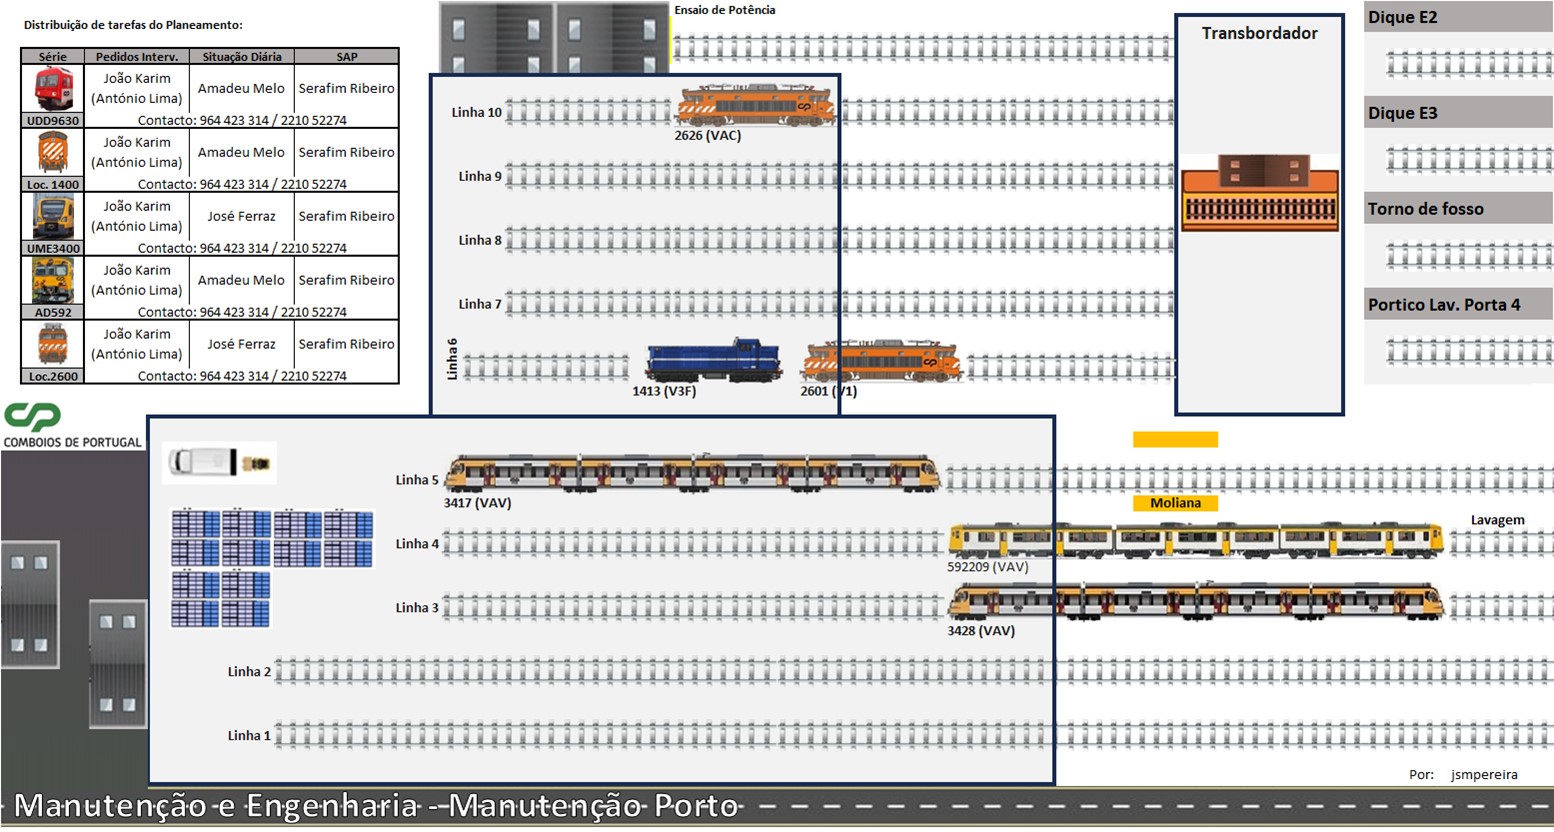 Distribuição de tarefas do Planeamento:
Série Pedidos Interv. Situação Diária SAP
João Karim
(António Lima) Amadeu Melo Serafim Ribeiro
UDD9630 Contacto: 964 423 314 / 2210 52274
João Karim
(António Lima) Amadeu Melo Serafim Ribeiro
Loc. 1400 Contacto: 964 423 314 / 2210 52274
João Karim
(António Lima) José Ferraz Serafim Ribeiro
UME3400 Contacto: 964 423 314 / 2210 52274
João Karim
(António Lima) Amadeu Melo Serafim Ribeiro
AD592 Contacto: 964 423 314 / 2210 52274
João Karim
(António Lima) José Ferraz Serafim Ribeiro
Loc.2600 Contacto: 964 423 314 / 2210 52274
CP
COMBOIOS DE PORTUGAL
Ensaio de Potência
Linha 10
2626 (VAC)
Linha 9
Linha 8
Linha 7
Linha 6
1413 (V3F)
2601 (V1)
Transbordador
Dique E2
Dique E3
Torno de fosso
Portico Lav. Porta 4
Linha 5
3417 (VAV)
Moliana
Lavagem
Linha 4
592209 (VAV)
Linha 3
3428 (VAV)
Linha 2
Linha 1
Por: jsmpereira
Manutenção e Engenharia - Manutenção Porto